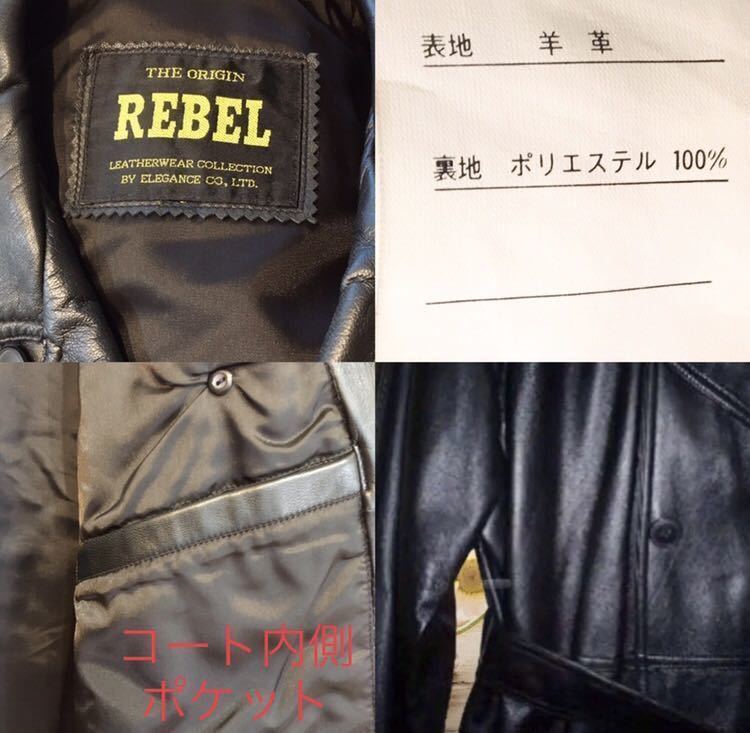 THE ORIGIN
REBEL
LEATHERWEAR COLLECTION
BY ELEGANCE CO., LTD.
表地 羊 革
裏地 ポリエステル 100%
コート内側
ポケット